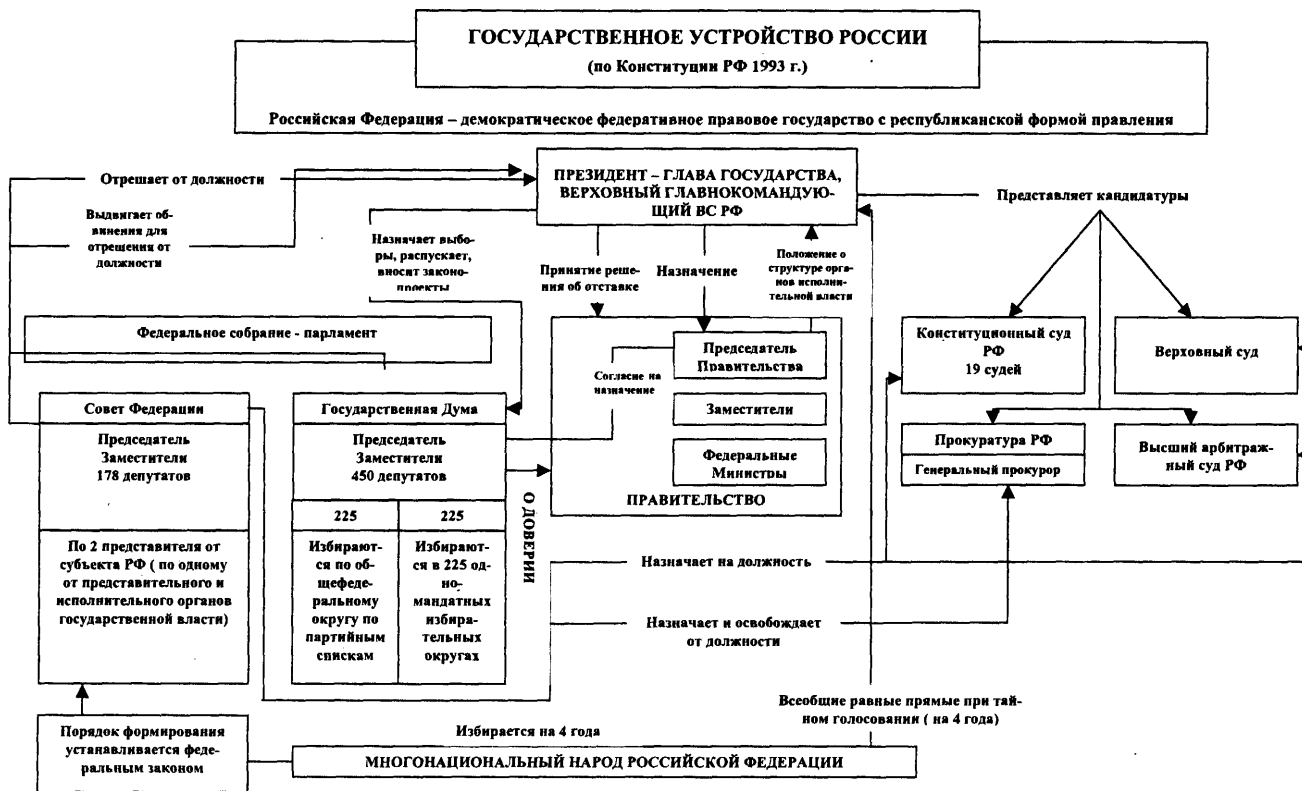 ГОСУДАРСТВЕННОЕ УСТРОЙСТВО РОССИИ
(по Конституции РФ 1993 г.)
Российская Федерация – демократическое федеративное правовое государство с республиканской формой правления
Отрешает от должности
ПРЕЗИДЕНТ – ГЛАВА ГОСУДАРСТВА,
ВЕРХОВНЫЙ ГЛАВНОКОМАНДУЮ-
ЩИЙ ВС РФ
Представляет кандидатуры
Выдвигает об-
винения для
отрещения от
должности
Назначает выбо-
ры, распускает,
вносит законо-
проекты
Принятие реше-
ния об отставке
Назначение
Положение о
структуре орга-
нов исполни-
тельной власти
Федеральное собрание - парламент
Председатель
Правительства
Согласие на
назначение
Заместители
Федеральные
Министры
ПРАВИТЕЛЬСТВО
Конституционный суд
РФ
19 судей
Верховный суд
Прокуратура РФ
Генеральный прокурор
Высший арбитраж-
ный суд РФ
Совет Федерации
Председатель
Заместители
178 депутатов
По 2 представителя от
субъекта РФ ( по одному
от представительного и
исполнительного органов
государственной власти)
Государственная Дума
Председатель
Заместители
450 депутатов
225
225
Избирают-
ся по об-
щефеде-
ральному
округу по
партийным
спискам
Избирают-
ся в 225 од-
но-
мандатных
избира-
тельных
округах
О ДОВЕРИИ
Назначает на должность
Назначает и освобождает
от должности
Всеобщие равные прямые при тай-
ном голосовании ( на 4 года)
Порядок формирования
устанавливается феде-
ральным законом
Избирается на 4 года
МНОГОНАЦИОНАЛЬНЫЙ НАРОД РОССИЙСКОЙ ФЕДЕРАЦИИ